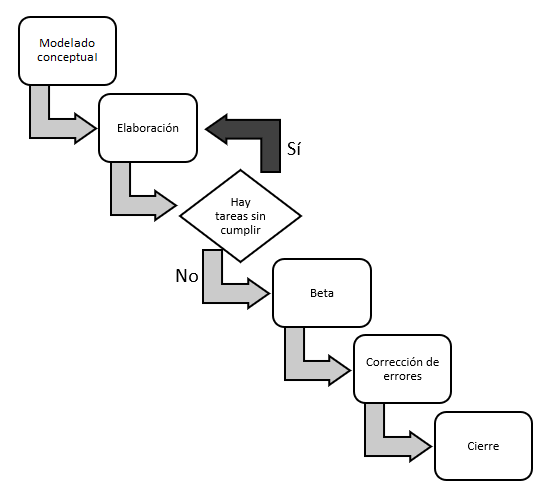 Modelado
conceptual
Elaboración
Sí
Hay
tareas sin
cumplir
No
Beta
Corrección de
errores
Cierre